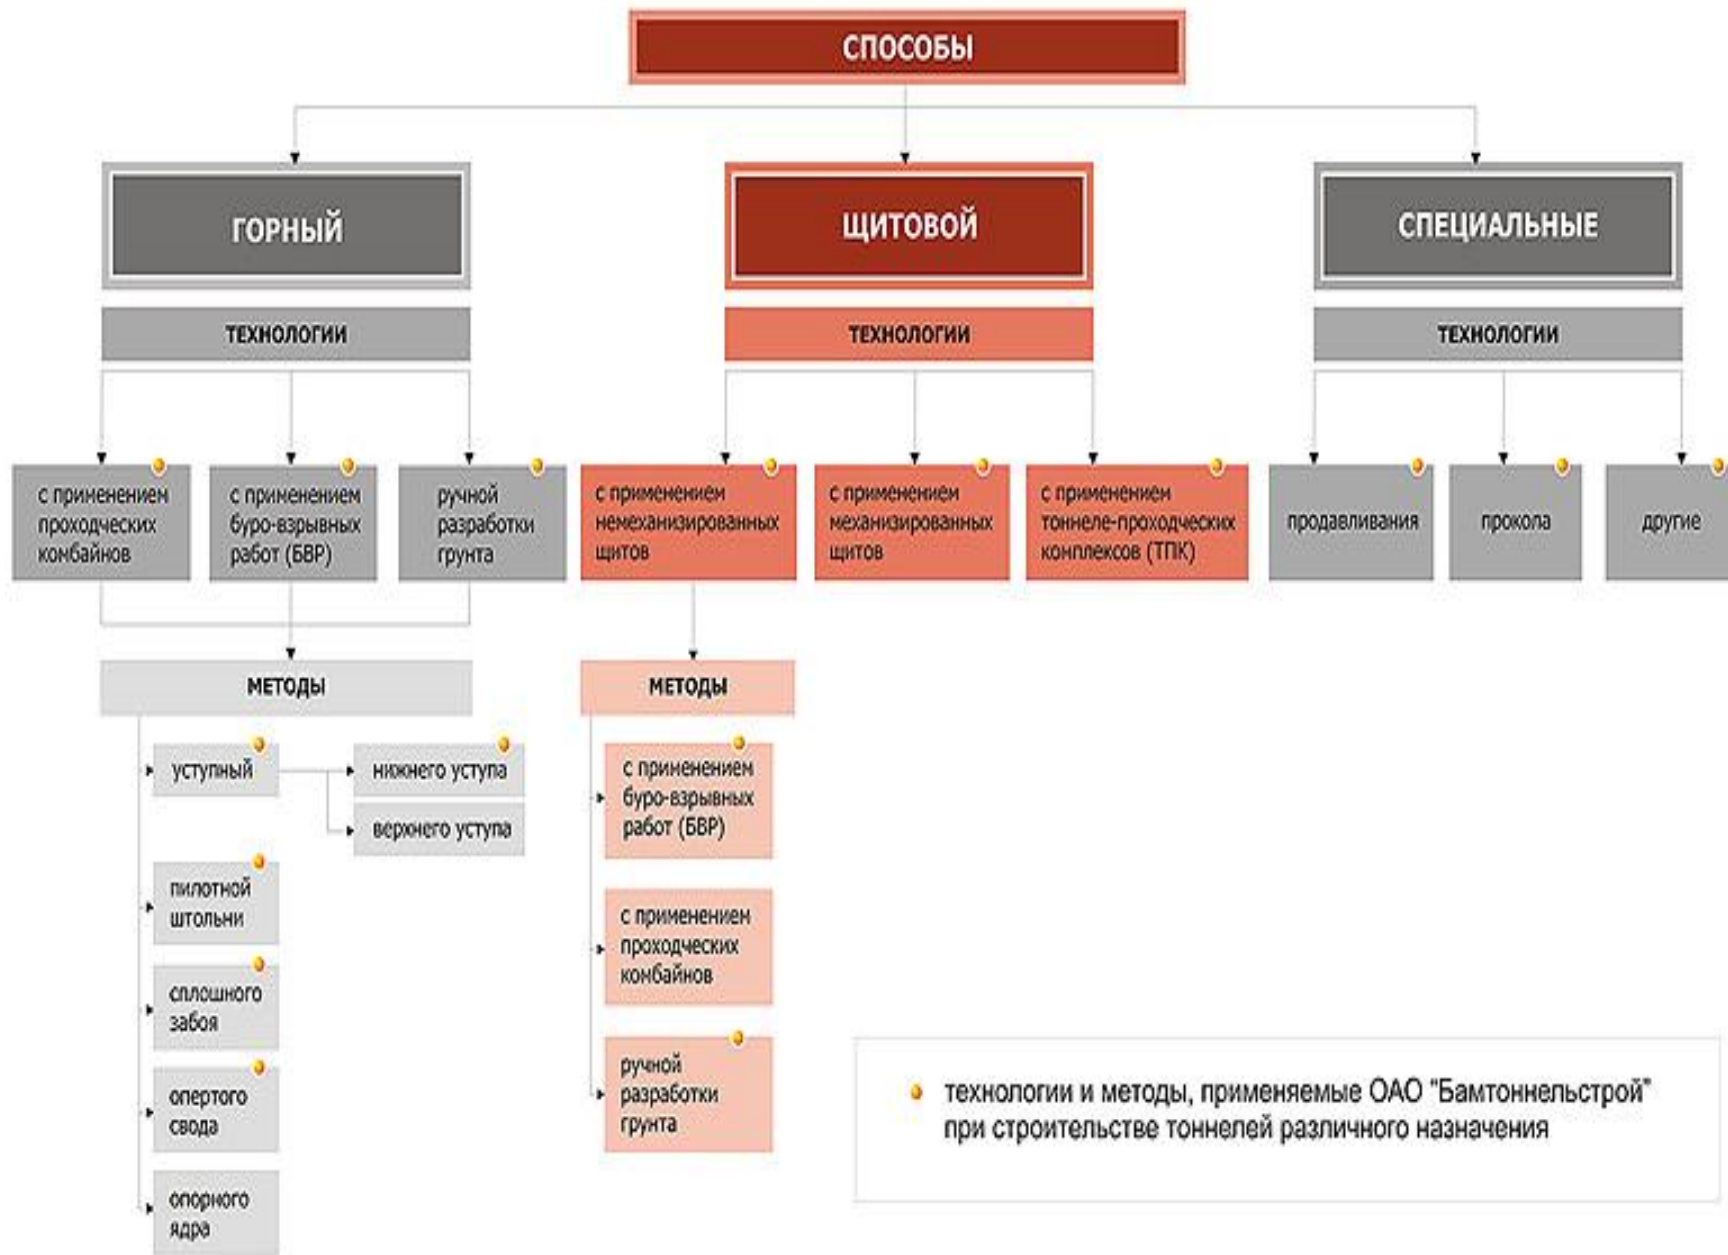 СПОСОБЫ
ГОРНЫЙ
ЩИТОВОЙ
СПЕЦИАЛЬНЫЕ
ТЕХНОЛОГИИ
ТЕХНОЛОГИИ
ТЕХНОЛОГИИ
с применением
проходческих
комбайнов
с применением
буро-взрывных
работ (БВР)
ручной
разработки
грунта
с применением
немеханизированных
щитов
с применением
механизированных
щитов
с применением
тоннеле-проходческих
комплексов (ТПК)
продавливания
прокола
другие
МЕТОДЫ
уступный
нижнего уступа
верхнего уступа
пилотной
штольни
сплошного
забоя
опертого
свода
опорного
ядра
МЕТОДЫ
с применением
буро-взрывных
работ (БВР)
с применением
проходческих
комбайнов
ручной
разработки
грунта
технологии и методы, применяемые ОАО "Бамтоннельстрой"
при строительстве тоннелей различного назначения